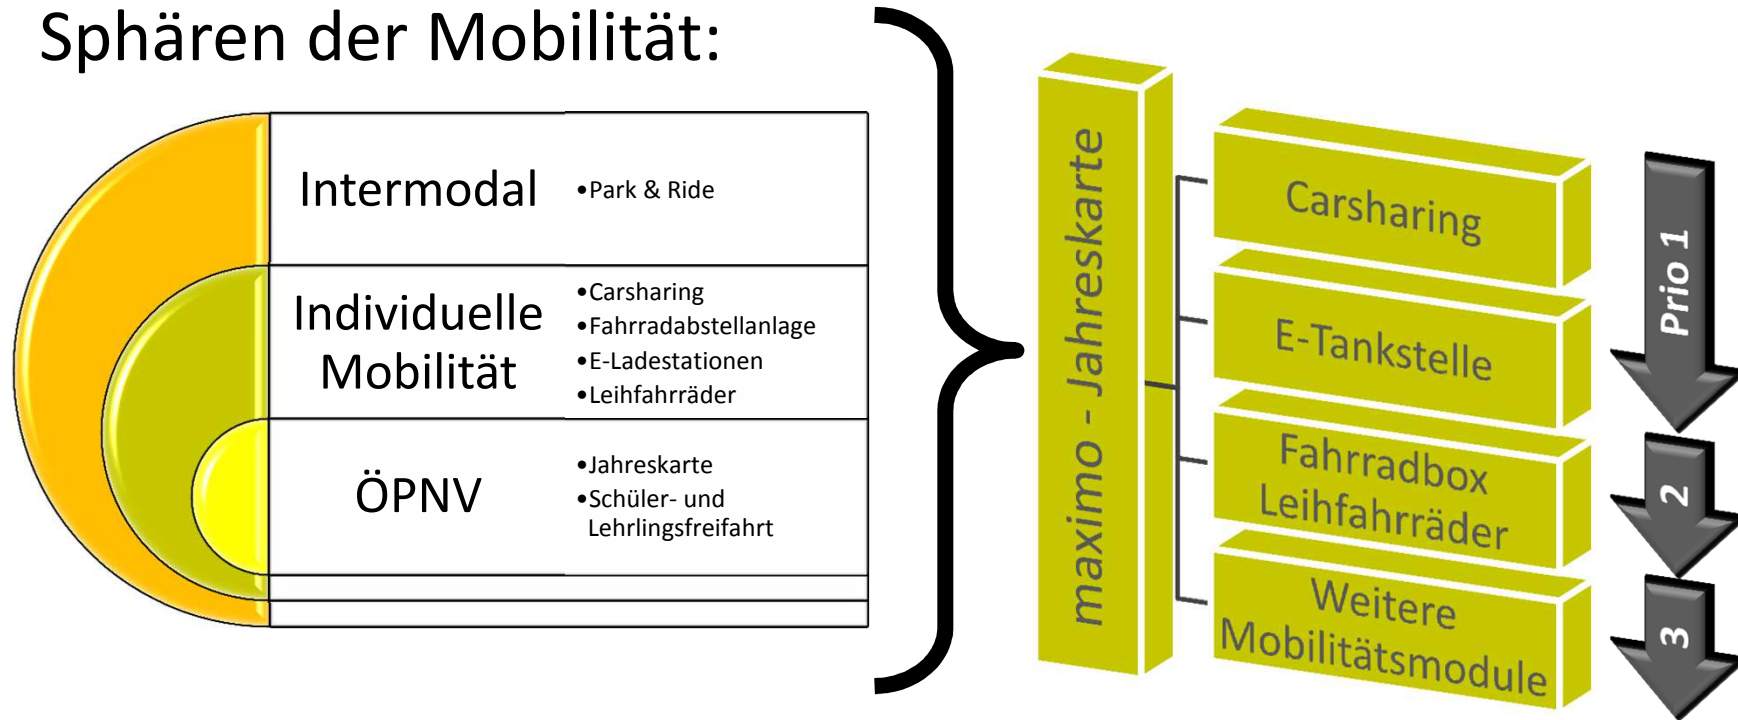 Sphären der Mobilität:
Intermodal
•Park & Ride
Individuelle
Mobilität
•Carsharing
•Fahrradabstellanlage
•E-Ladestationen
•Leihfahrräder
ÖPNV
•Jahreskarte
•Schüler- und
Lehrlingsfreifahrt
maximo - Jahreskarte
Carsharing
E-Tankstelle
Fahrradbox
Leihfahrräder
Weitere
Mobilitätsmodule
Prio 1
2
3